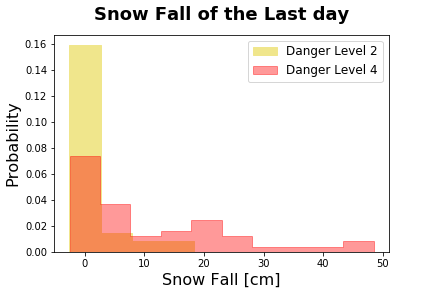 Snow Fall of the Last day
Danger Level 2
Danger Level 4
Probability
0.16
0.14
0.12
0.10
0.08
0.06
0.04
0.02
0.00
0 10 20 30 40 50
Snow Fall [cm]